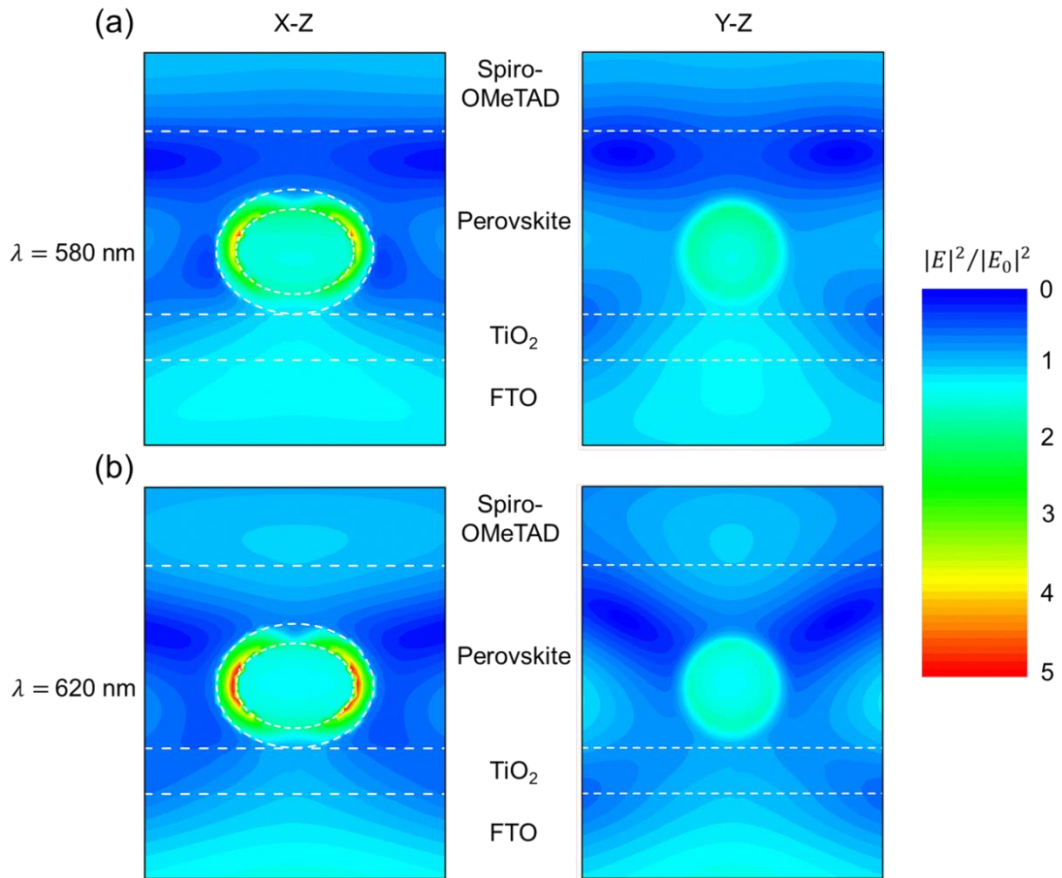 (a)
X-Z
Y-Z
Spiro-
OMeTAD
Perovskite
λ = 580 nm
TiO₂
FTO
(b)
Spiro-
OMeTAD
Perovskite
λ = 620 nm
TiO₂
FTO
|E|²/|E₀|²
0
1
2
3
4
5